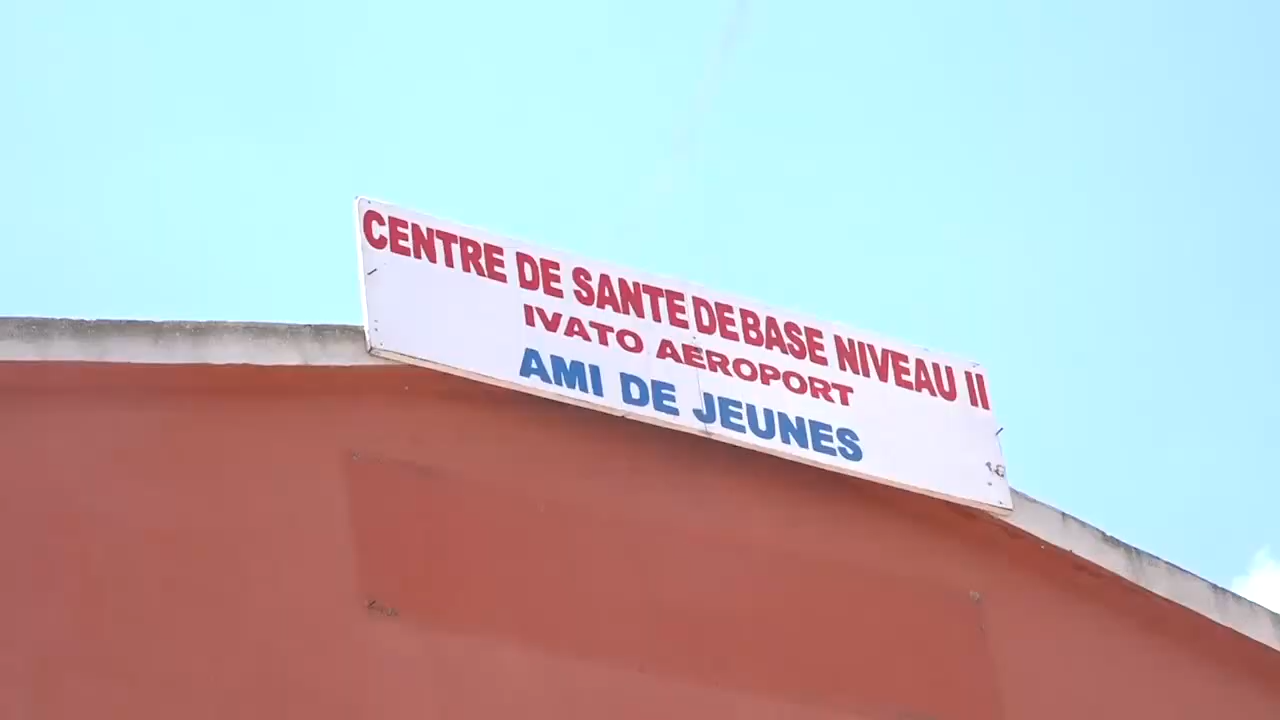 CENTRE DE SANTE DE BASE NIVEAU II
IVATO AEROPORT
AMI DE JEUNES